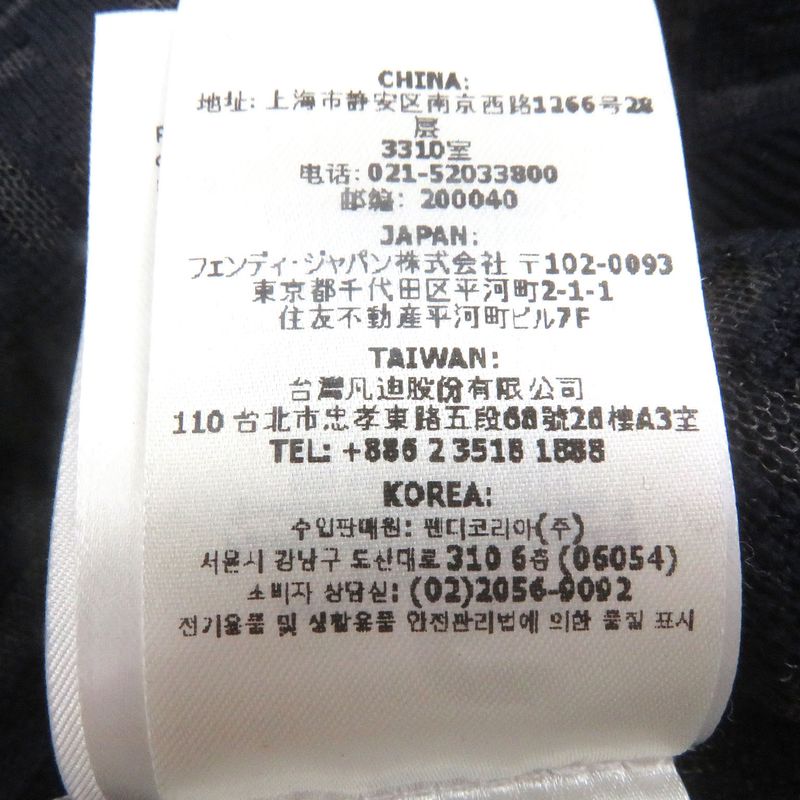 CHINA:
地址: 上海市静安区南京西路1266号28
层
3310室
电话: 021-52033800
邮编: 200040
JAPAN:
フェンディ・ジャパン株式会社 〒102-0093
東京都千代田区平河町2-1-1
住友不動産平河町ビル7F
TAIWAN:
台灣凡迪股份有限公司
110 台北市忠孝東路五段68號26樓A3室
TEL: +886 2 3518 1888
KOREA:
수입판매원: 펜디코리아(주)
서울시 강남구 도산대로 310 6층 (06054)
소비자 상담실: (02)2056-9092
전기용품 및 생활용품 안전관리법에 의한 품질 표시